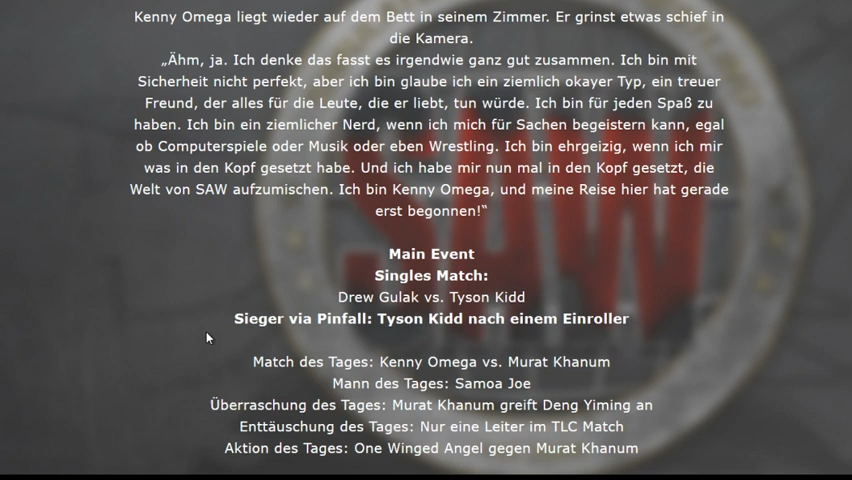 Kenny Omega liegt wieder auf dem Bett in seinem Zimmer. Er grinst etwas schief in
die Kamera.
„Ähm, ja. Ich denke das fasst es irgendwie ganz gut zusammen. Ich bin mit
Sicherheit nicht perfekt, aber ich bin glaube ich ein ziemlich okayer Typ, ein treuer
Freund, der alles für die Leute, die er liebt, tun würde. Ich bin für jeden Spaß zu
haben. Ich bin ein ziemlicher Nerd, wenn ich mich für Sachen begeistern kann, egal
ob Computerspiele oder Musik oder eben Wrestling. Ich bin ehrgeizig, wenn ich mir
was in den Kopf gesetzt habe. Und ich habe mir nun mal in den Kopf gesetzt, die
Welt von SAW aufzumischen. Ich bin Kenny Omega, und meine Reise hier hat gerade
erst begonnen!“
Main Event
Singles Match:
Drew Gulak vs. Tyson Kidd
Sieger via Pinfall: Tyson Kidd nach einem Einroller
Match des Tages: Kenny Omega vs. Murat Khanum
Mann des Tages: Samoa Joe
Überraschung des Tages: Murat Khanum greift Deng Yiming an
Enttäuschung des Tages: Nur eine Leiter im TLC Match
Aktion des Tages: One Winged Angel gegen Murat Khanum
SAW